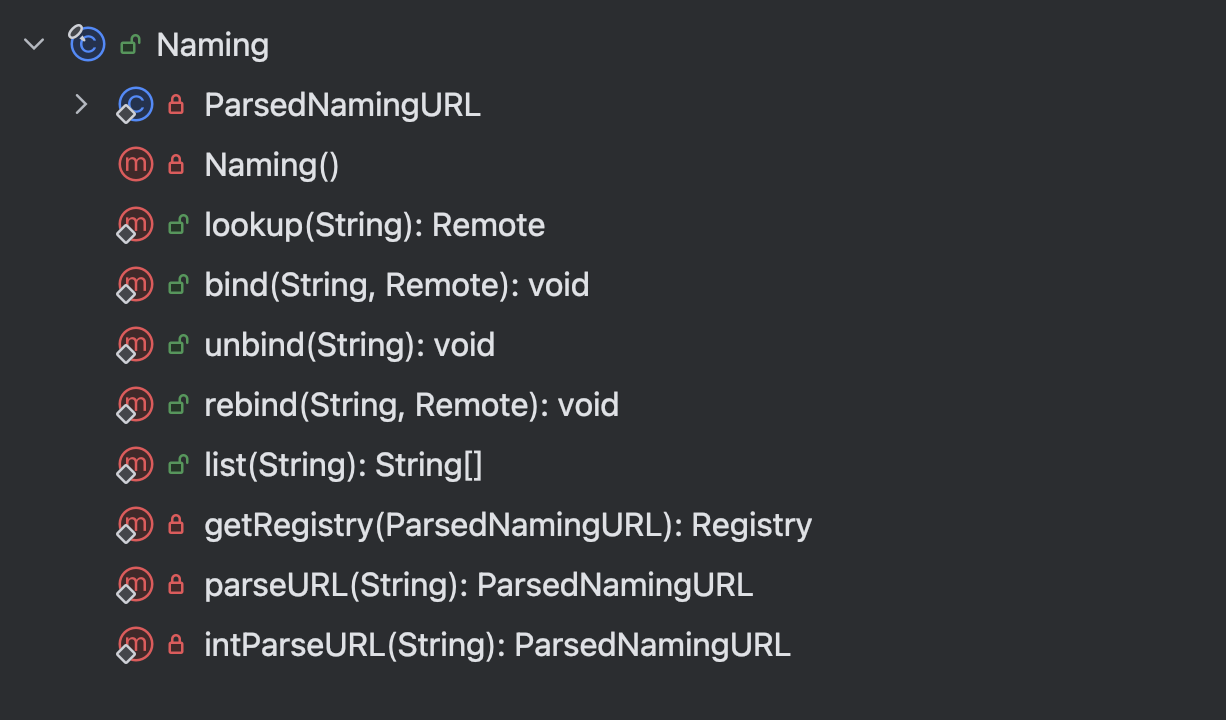 Naming
ParsedNamingURL
Naming()
lookup(String): Remote
bind(String, Remote): void
unbind(String): void
rebind(String, Remote): void
list(String): String[]
getRegistry(ParsedNamingURL): Registry
parseURL(String): ParsedNamingURL
intParseURL(String): ParsedNamingURL